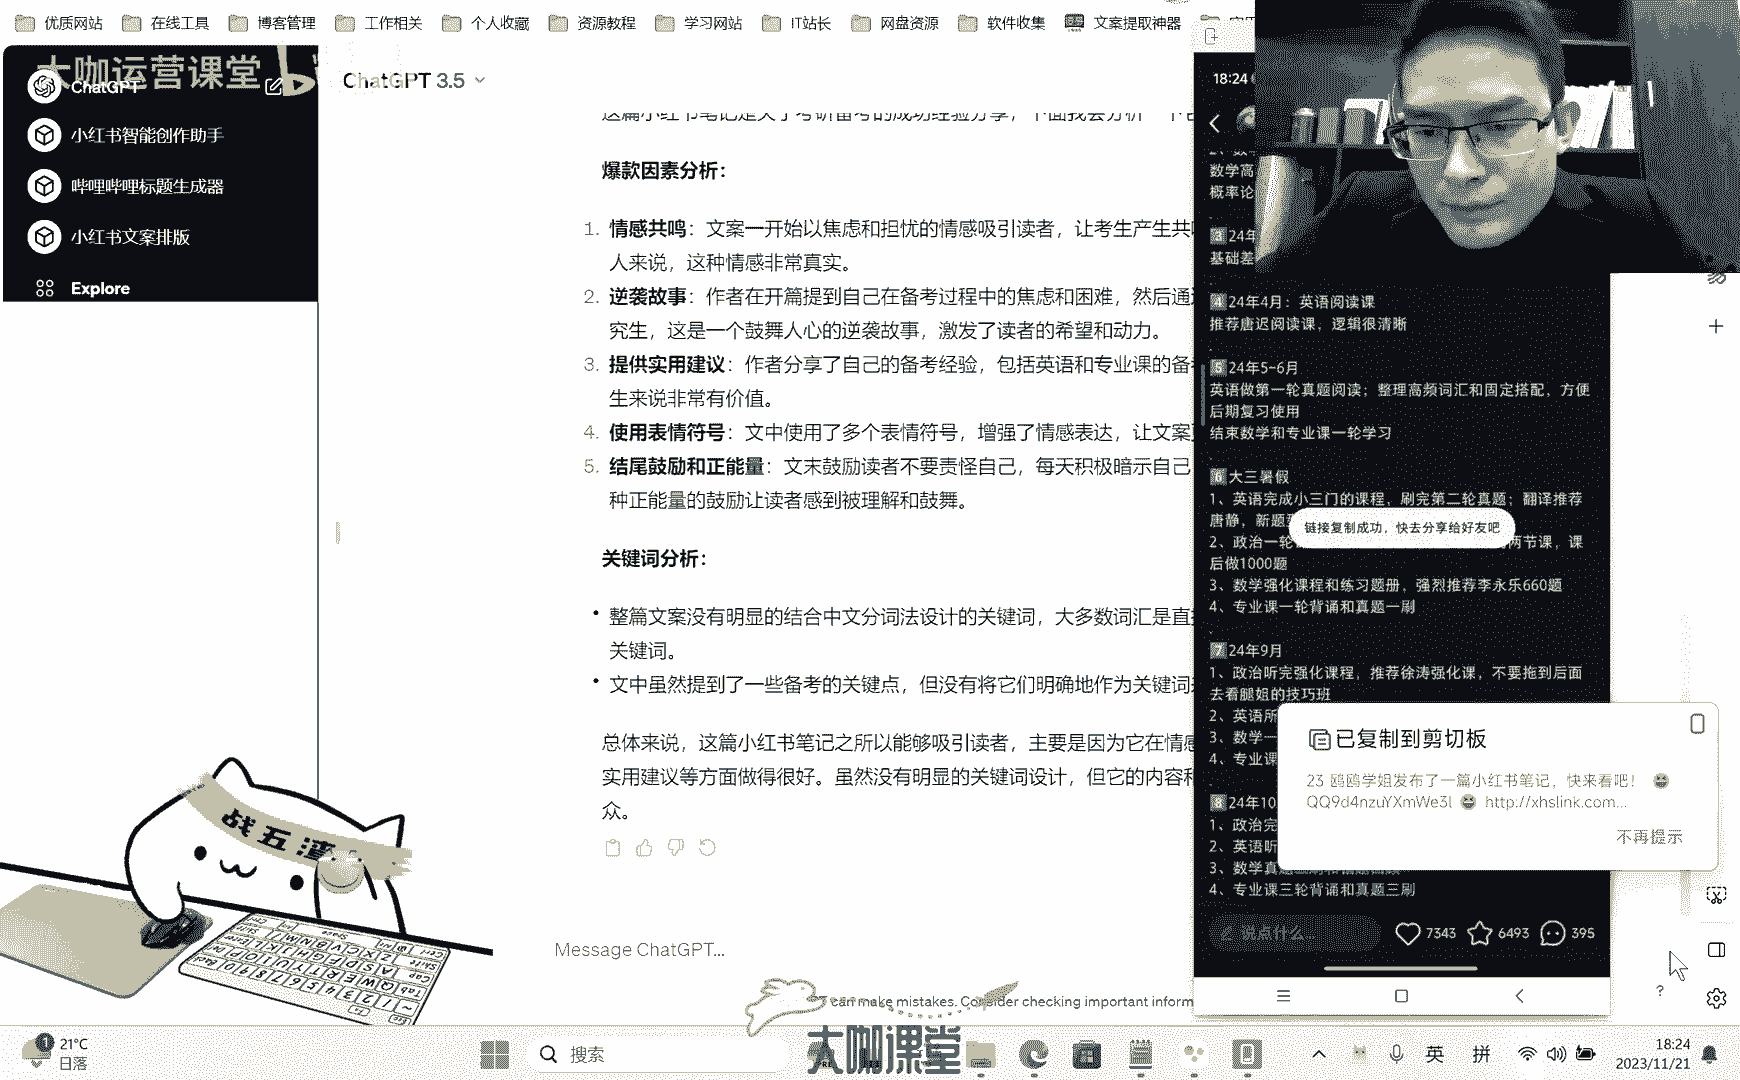 优质网站 在线工具 博客管理 工作相关 个人收藏 资源教程 学习网站 IT站长 网盘资源 软件收集 文案提取神器
大咖运营课堂
ChatGPT
小红书智能创作助手
哔哩哔哩标题生成器
小红书文案排版
Explore
ChatGPT 3.5
爆款因素分析：
1. 情感共鸣：文案一开始以焦虑和担忧的情感吸引读者，让考生产生共
人来说，这种情感非常真实。
2. 逆袭故事：作者在开篇提到自己在备考过程中的焦虑和困难，然后通
究生，这是一个鼓舞人心的逆袭故事，激发了读者的希望和动力。
3. 提供实用建议：作者分享了自己的备考经验，包括英语和专业课的备
生来说非常有价值。
4. 使用表情符号：文中使用了多个表情符号，增强了情感表达，让文案
5. 结尾鼓励和正能量：文末鼓励读者不要责怪自己，每天积极暗示自己
种正能量的鼓励让读者感到被理解和鼓舞。
关键词分析：
• 整篇文案没有明显的结合中文分词法设计的关键词，大多数词汇是直
关键词。
• 文中虽然提到了一些备考的关键点，但没有将它们明确地作为关键词
总体来说，这篇小红书笔记之所以能够吸引读者，主要是因为它在情感
实用建议等方面做得很好。虽然没有明显的关键词设计，但它的内容和
众。
Message ChatGPT...
can make mistakes. Consider checking important inform
18:24
数学高
概率论
3 24年
基础差
4 24年4月：英语阅读课
推荐唐迟阅读课，逻辑很清晰
5 24年5-6月
英语做第一轮真题阅读；整理高频词汇和固定搭配，方便
后期复习使用
结束数学和专业课一轮学习
6 大三暑假
1、英语完成小三门的课程，刷完第二轮真题；翻译推荐
唐静，新题
链接复制成功，快去分享给好友吧
2、政治一轮 两节课，课
后做1000题
3、数学强化课程和练习题册，强烈推荐李永乐660题
4、专业课一轮背诵和真题一刷
7 24年9月
1、政治听完强化课程，推荐徐涛强化课，不要拖到后面
去看腿姐的技巧班
2、英语所
3、数学一
4、专业课
8 24年10
1、政治完
2、英语听
3、数学真
4、专业课三轮背诵和真题三刷
已复制到剪切板
23 鸥鸥学姐发布了一篇小红书笔记，快来看吧！ 😆
QQ9d4nzuYXmWe3l 😆 http://xhslink.com...
不再提示
说点什么... 7343 6493 395
战五渣
大咖课堂
1 21°C
日落
搜索
英 拼
18:24
2023/11/21